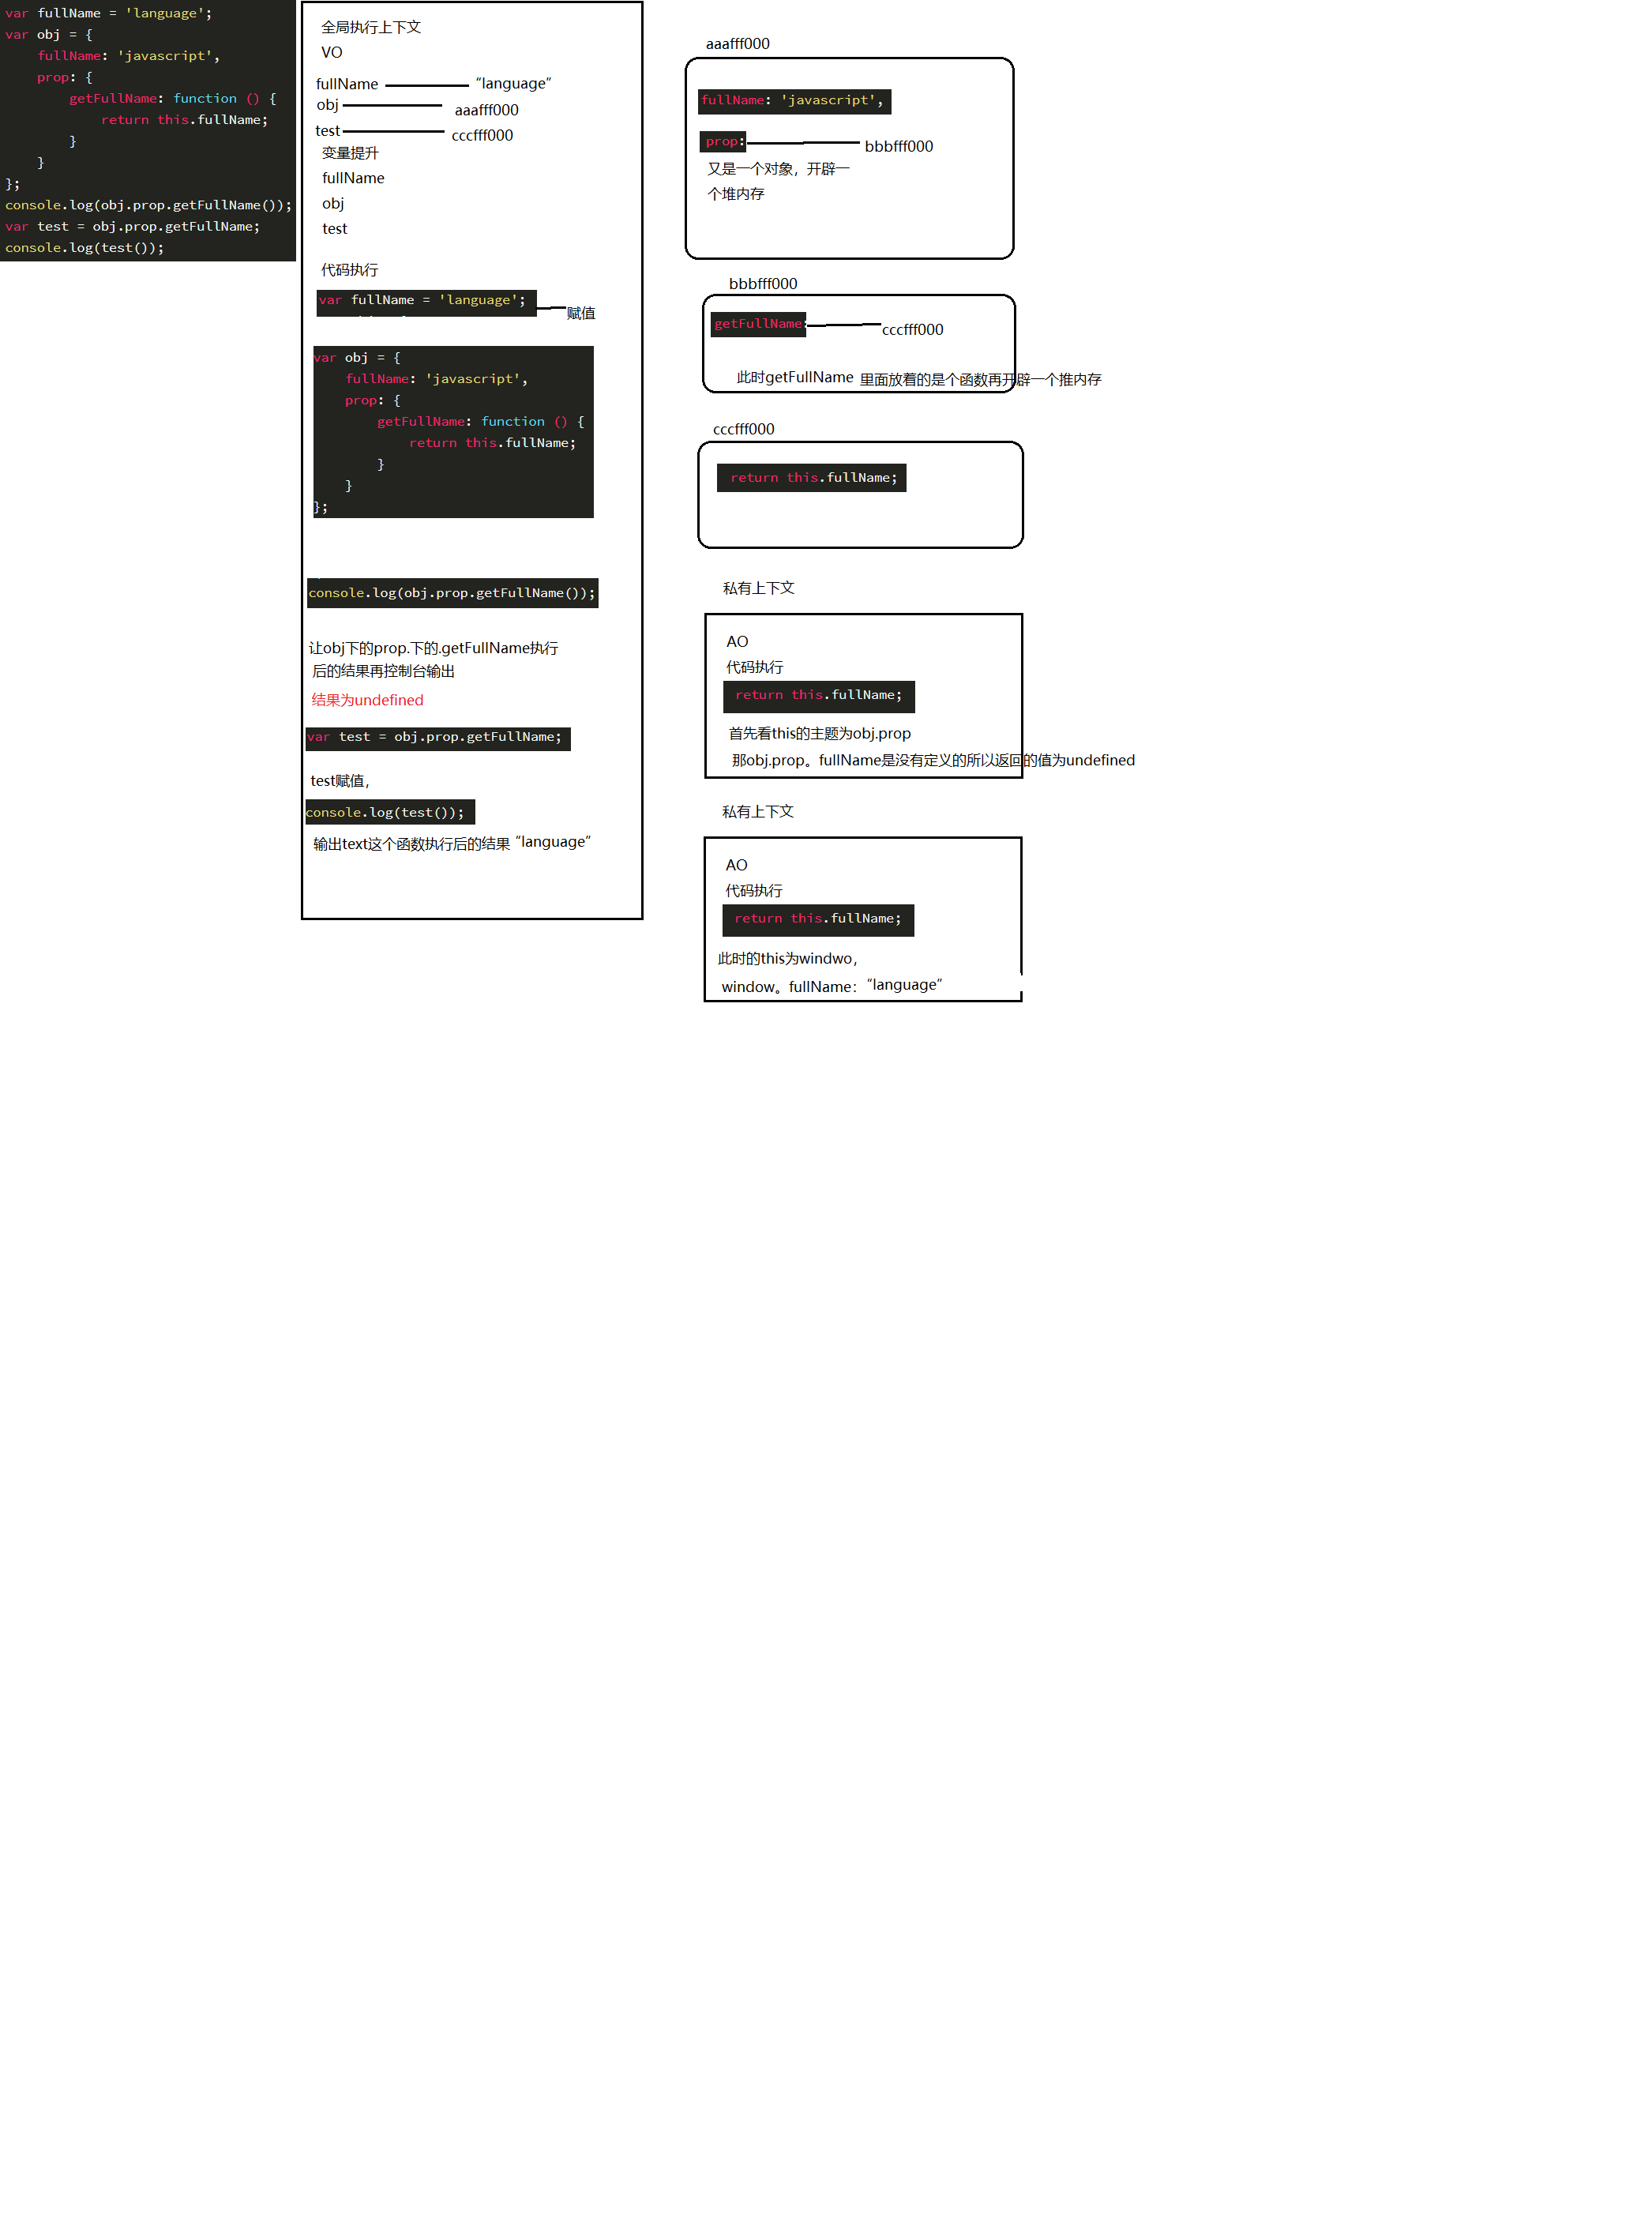 var fullName = 'language';
var obj = {
    fullName: 'javascript',
    prop: {
        getFullName: function () {
            return this.fullName;
        }
    }
};
console.log(obj.prop.getFullName());
var test = obj.prop.getFullName;
console.log(test());
全局执行上下文
VO
fullName “language”
obj aaafff000
test cccfff000
变量提升
fullName
obj
test
代码执行
var fullName = 'language';
赋值
var obj = {
    fullName: 'javascript',
    prop: {
        getFullName: function () {
            return this.fullName;
        }
    }
};
console.log(obj.prop.getFullName());
让obj下的prop.下的.getFullName执行
后的结果再控制台输出
结果为undefined
var test = obj.prop.getFullName;
test赋值，
console.log(test());
输出text这个函数执行后的结果“language”
aaafff000
fullName: 'javascript',
prop: bbbfff000
又是一个对象，开辟一
个堆内存
bbbfff000
getFullName: cccfff000
此时getFullName 里面放着的是个函数再开辟一个推内存
cccfff000
return this.fullName;
私有上下文
AO
代码执行
return this.fullName;
首先看this的主题为obj.prop
那obj.prop。fullName是没有定义的所以返回的值为undefined
私有上下文
AO
代码执行
return this.fullName;
此时的this为windwo，
window。fullName：“language”